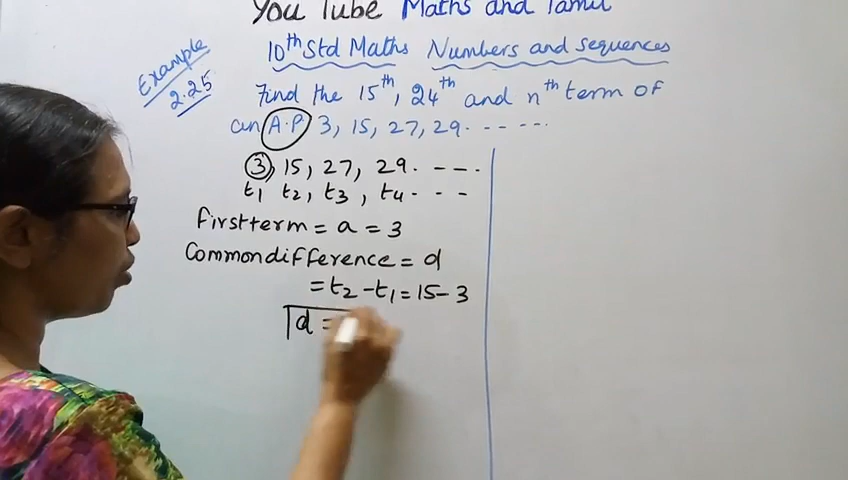 You Tube Maths and Tamil
Example
2.25
10th Std Maths Numbers and sequences
Find the 15th, 24th and nth term of
an A.P 3, 15, 27, 29. - - - - - -
3, 15, 27, 29. - - - -
t1 t2, t3, t4. - - -
First term = a = 3
Common difference = d
= t2 - t1 = 15 - 3
d =